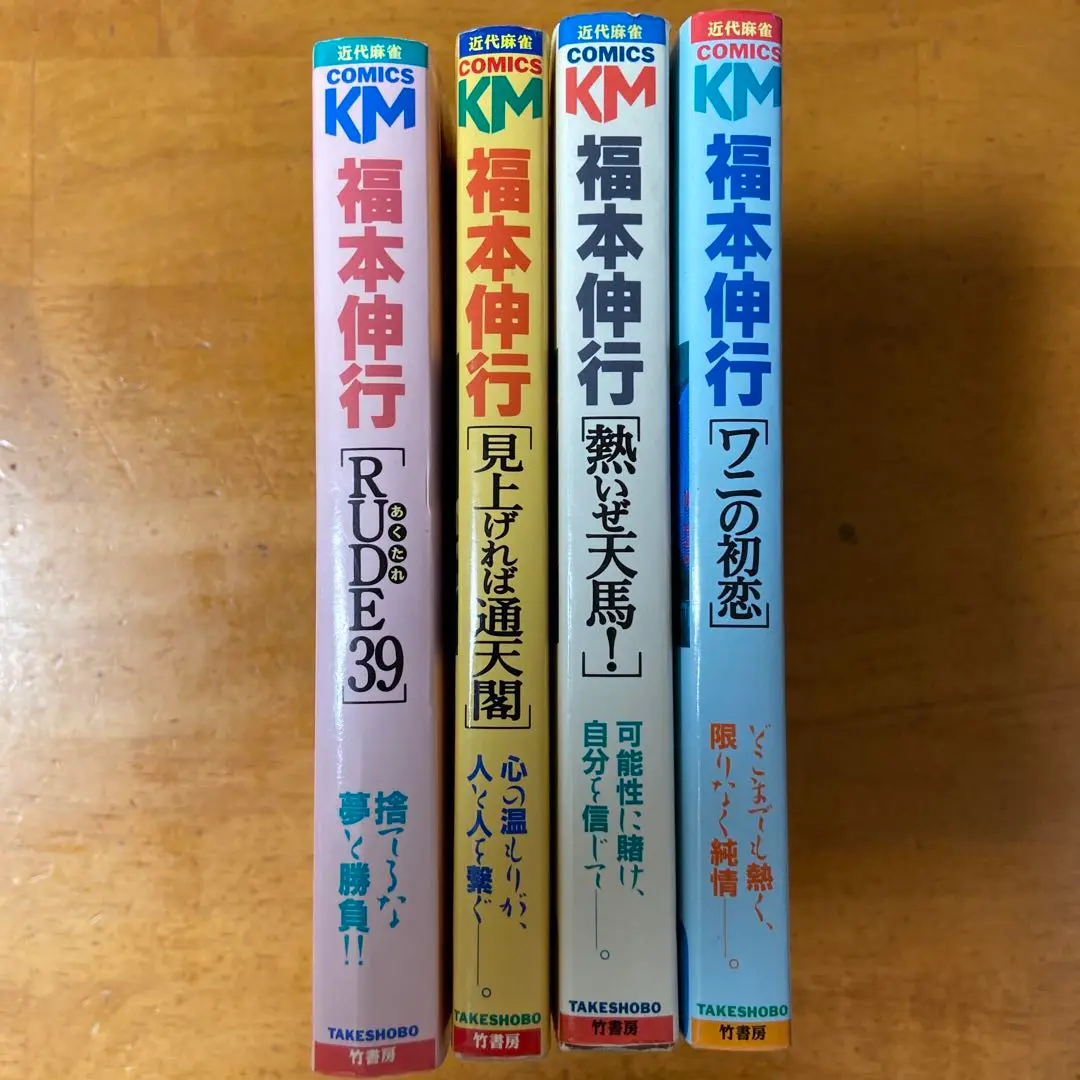 近代麻雀
COMICS
KM
福本伸行
[RUDE39]
あくたれ
捨てるな
夢と勝負!!
TAKESHOBO
竹書房
近代麻雀
COMICS
KM
福本伸行
[見上げれば通天閣]
心の温もりが、
人と人を繋ぐ――。
TAKESHOBO
竹書房
近代麻雀
COMICS
KM
福本伸行
[熱いぜ天馬!]
可能性に賭け、
自分を信じて――。
TAKESHOBO
竹書房
近代麻雀
COMICS
KM
福本伸行
[ワニの初恋]
どこまでも熱く、
限りなく純情――。
TAKESHOBO
竹書房